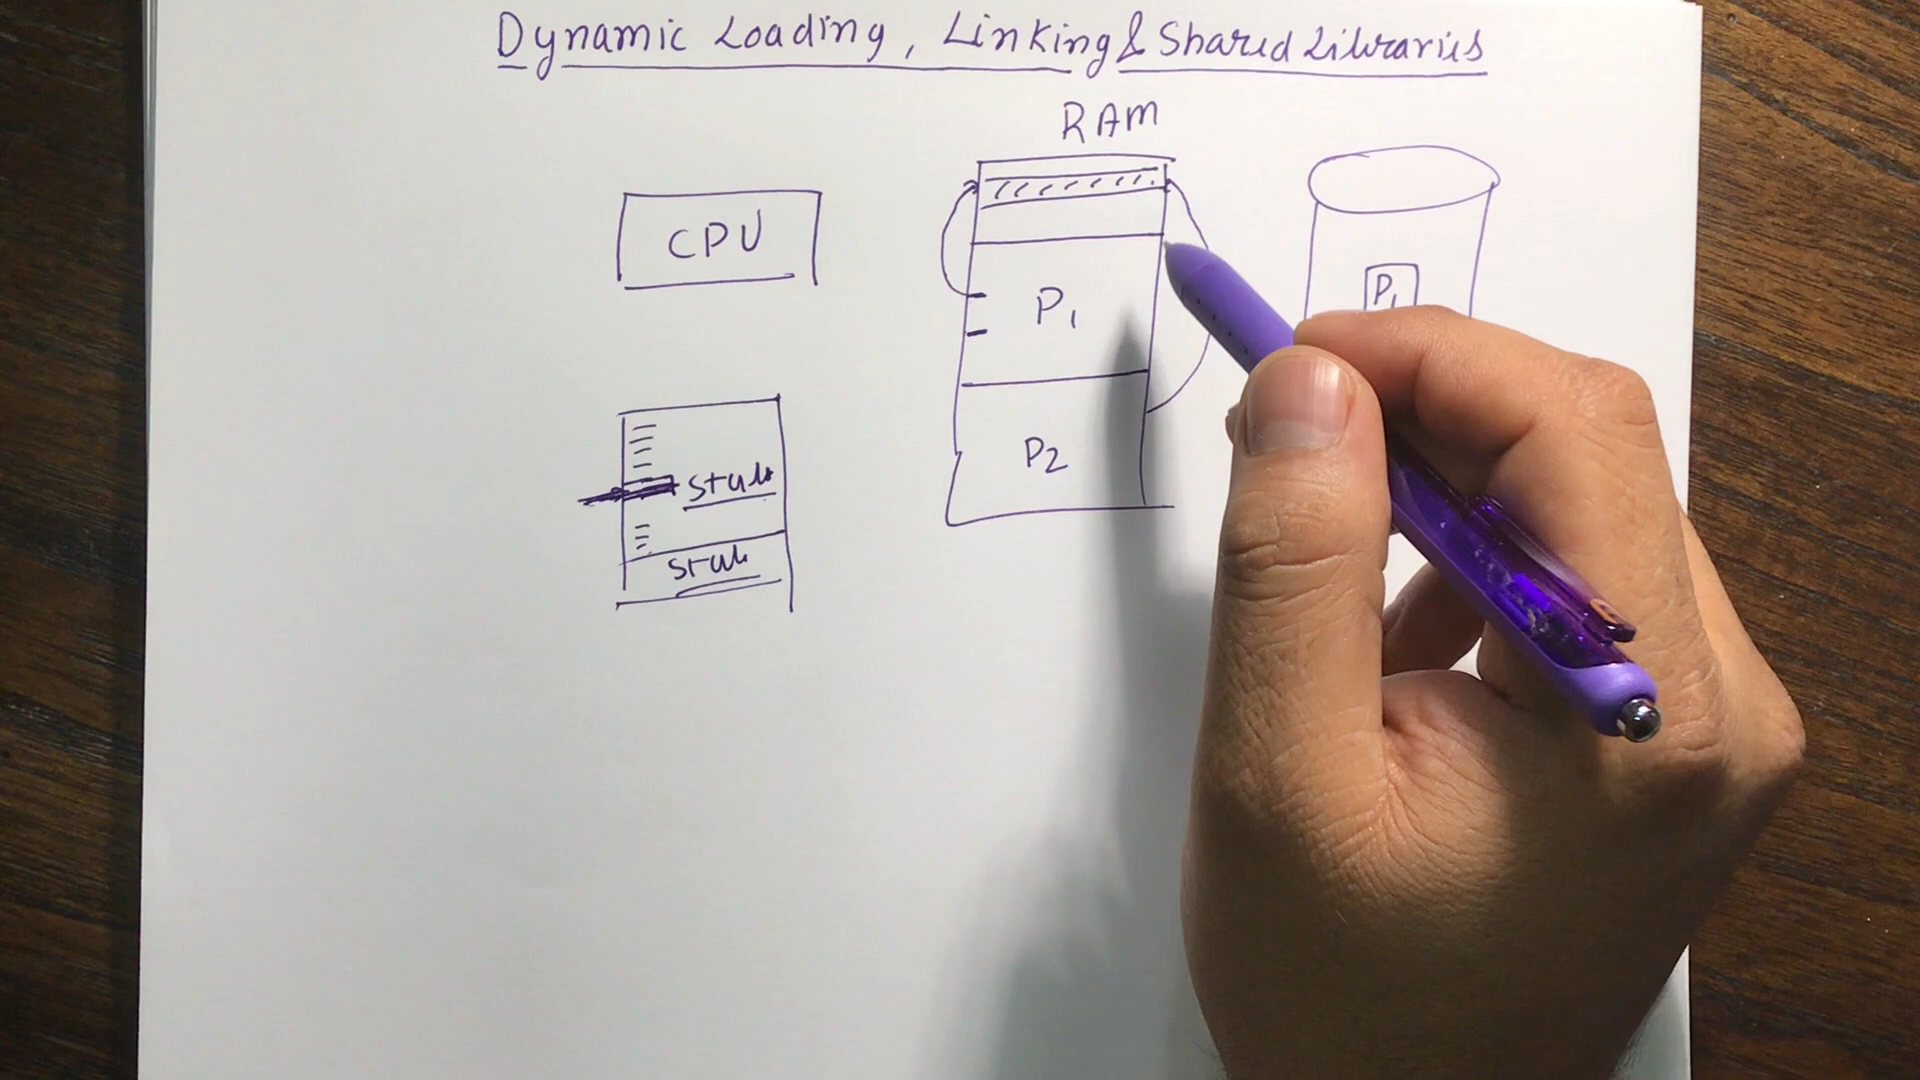 Dynamic Loading, Linking & Shared Libraries
RAM
CPU
P1
P1
P2
stub
stub